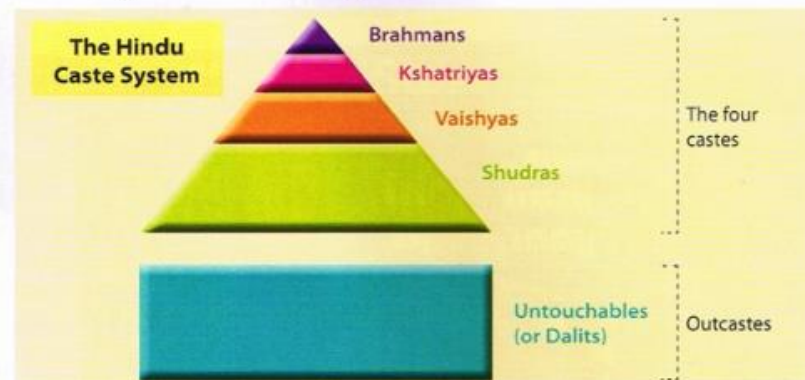 The Hindu
Caste System
Brahmans
Kshatriyas
Vaishyas
Shudras
The four
castes
Untouchables
(or Dalits)
Outcastes